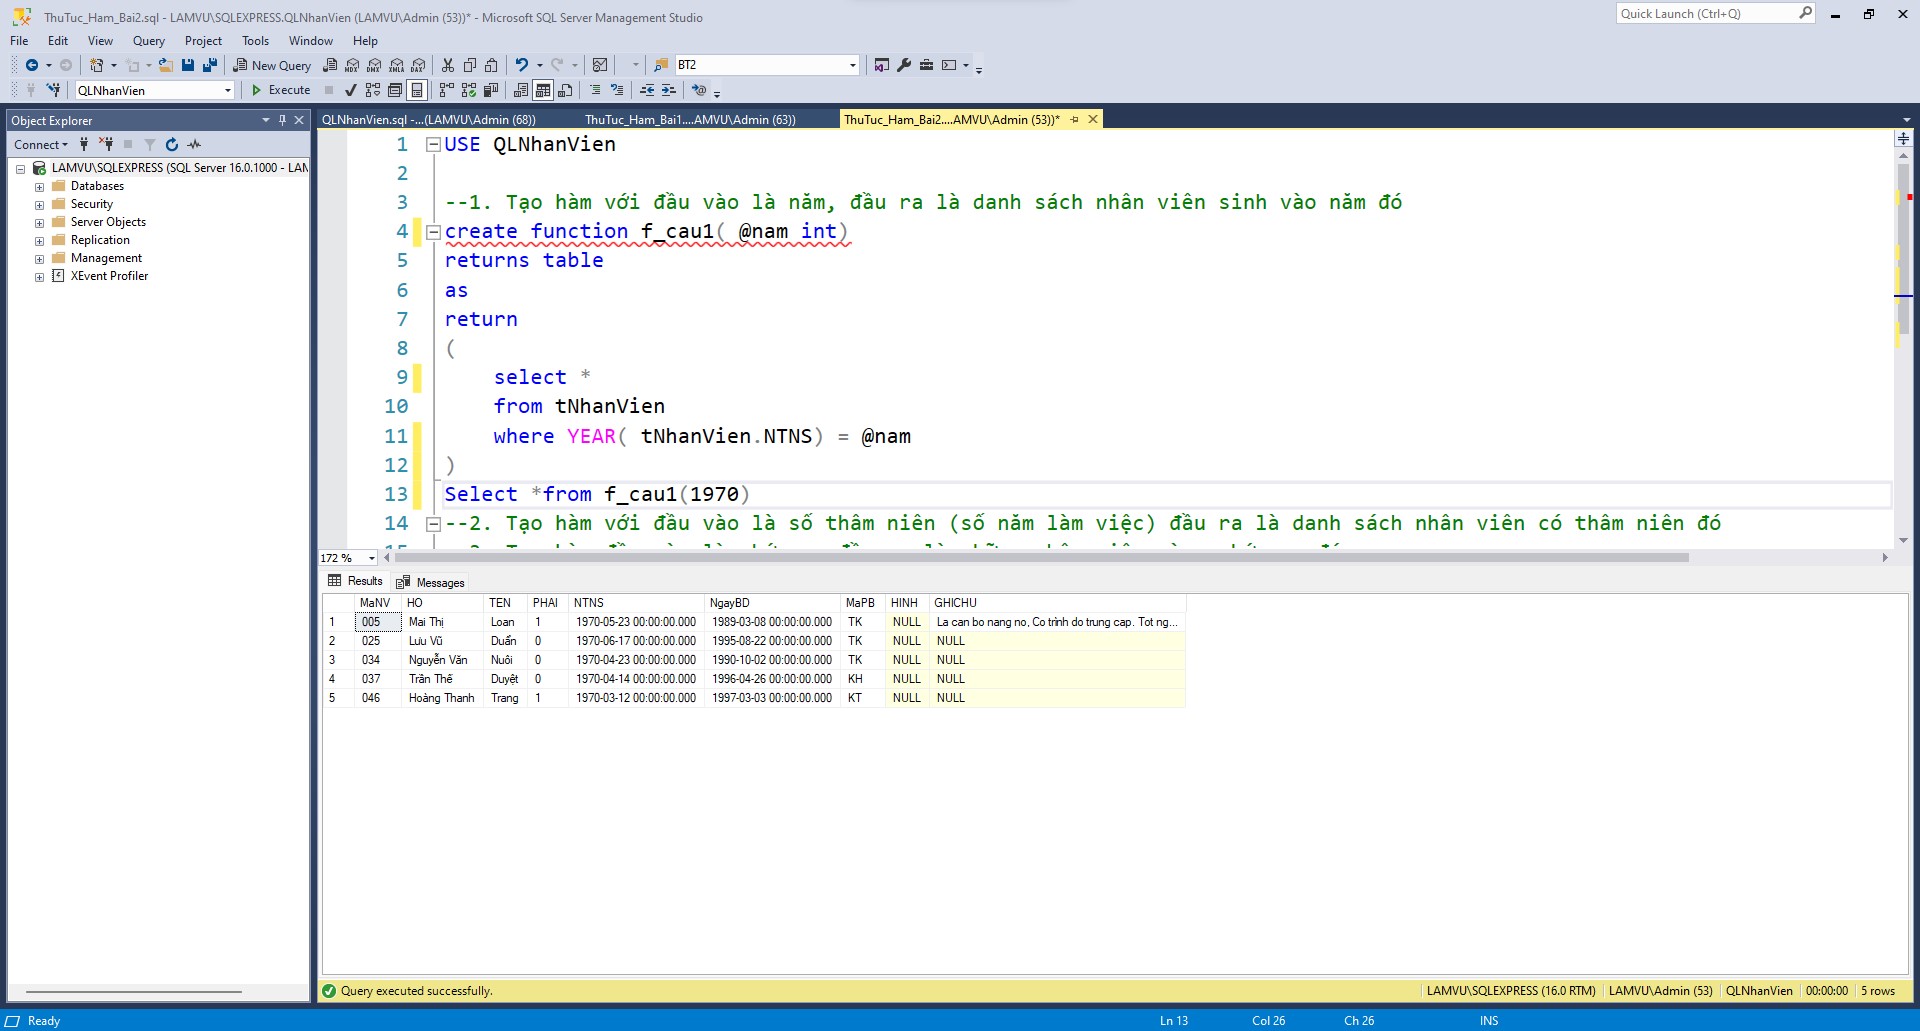 ThuTuc_Ham_Bai2.sql - LAMVU\SQLEXPRESS.QLNhanVien (LAMVU\Admin (53))* - Microsoft SQL Server Management Studio
Quick Launch (Ctrl+Q)
File Edit View Query Project Tools Window Help
New Query MDX DMX XMLA DAX BT2
QLNhanVien Execute
Object Explorer
Connect
LAMVU\SQLEXPRESS (SQL Server 16.0.1000 - LAN
Databases
Security
Server Objects
Replication
Management
XEvent Profiler
QLNhanVien.sql -...(LAMVU\Admin (68)) ThuTuc_Ham_Bai1....AMVU\Admin (63)) ThuTuc_Ham_Bai2....AMVU\Admin (53))*
1 USE QLNhanVien
2
3 --1. Tạo hàm với đầu vào là năm, đầu ra là danh sách nhân viên sinh vào năm đó
4 create function f_cau1( @nam int)
5 returns table
6 as
7 return
8 (
9 select *
10 from tNhanVien
11 where YEAR( tNhanVien.NTNS) = @nam
12 )
13 Select *from f_cau1(1970)
14 --2. Tạo hàm với đầu vào là số thâm niên (số năm làm việc) đầu ra là danh sách nhân viên có thâm niên đó
172 %
Results Messages
MaNV HO TEN PHAI NTNS NgayBD MaPB HINH GHICHU
1 005 Mai Thị Loan 1 1970-05-23 00:00:00.000 1989-03-08 00:00:00.000 TK NULL La can bo nang no, Co trình do trung cap. Tot ng...
2 025 Lưu Vũ Duẩn 0 1970-06-17 00:00:00.000 1995-08-22 00:00:00.000 TK NULL NULL
3 034 Nguyễn Văn Nuôi 0 1970-04-23 00:00:00.000 1990-10-02 00:00:00.000 TK NULL NULL
4 037 Trần Thế Duyệt 0 1970-04-14 00:00:00.000 1996-04-26 00:00:00.000 KH NULL NULL
5 046 Hoàng Thanh Trang 1 1970-03-12 00:00:00.000 1997-03-03 00:00:00.000 KT NULL NULL
Query executed successfully. LAMVU\SQLEXPRESS (16.0 RTM) LAMVU\Admin (53) QLNhanVien 00:00:00 5 rows
Ready Ln 13 Col 26 Ch 26 INS